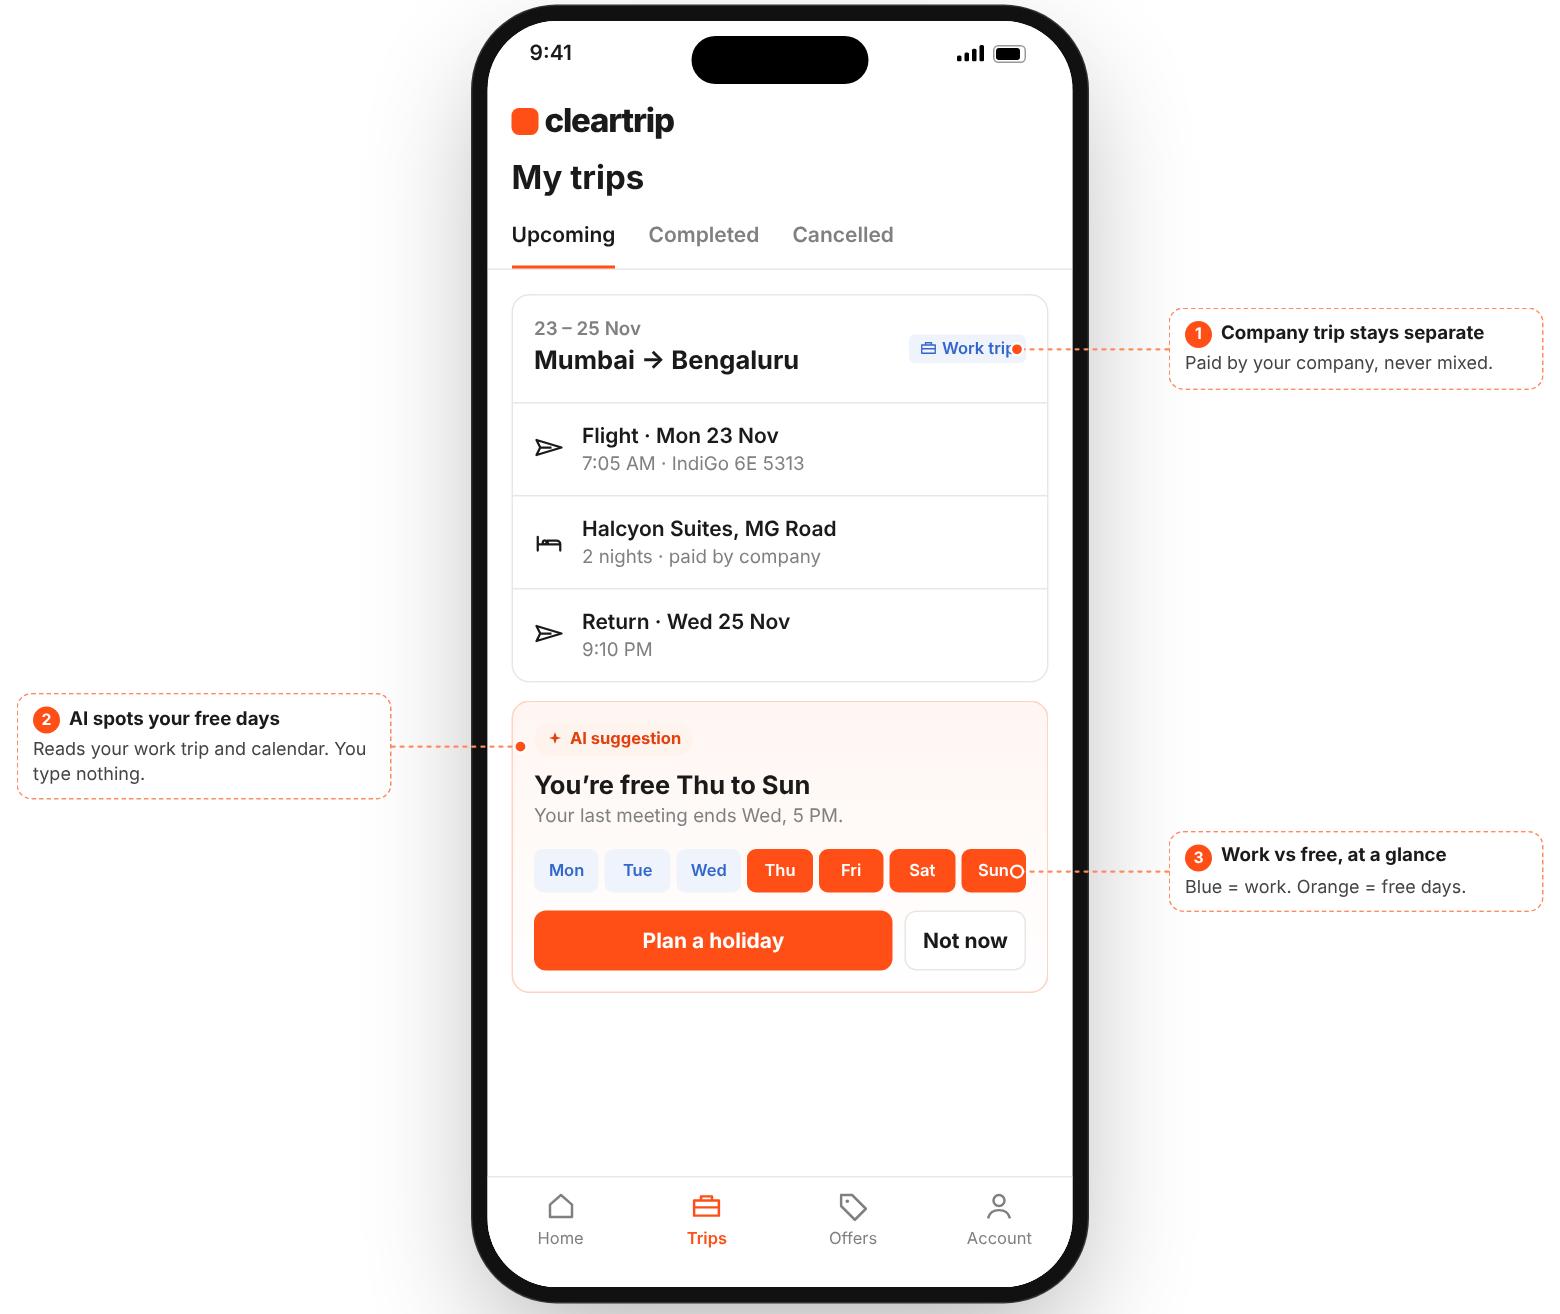 9:41
cleartrip
My trips
Upcoming Completed Cancelled
23 – 25 Nov
Mumbai → Bengaluru
Work trip
1 Company trip stays separate
Paid by your company, never mixed.
Flight · Mon 23 Nov
7:05 AM · IndiGo 6E 5313
Halcyon Suites, MG Road
2 nights · paid by company
Return · Wed 25 Nov
9:10 PM
2 AI spots your free days
Reads your work trip and calendar. You
type nothing.
AI suggestion
You’re free Thu to Sun
Your last meeting ends Wed, 5 PM.
Mon Tue Wed Thu Fri Sat Sun
3 Work vs free, at a glance
Blue = work. Orange = free days.
Plan a holiday Not now
Home Trips Offers Account